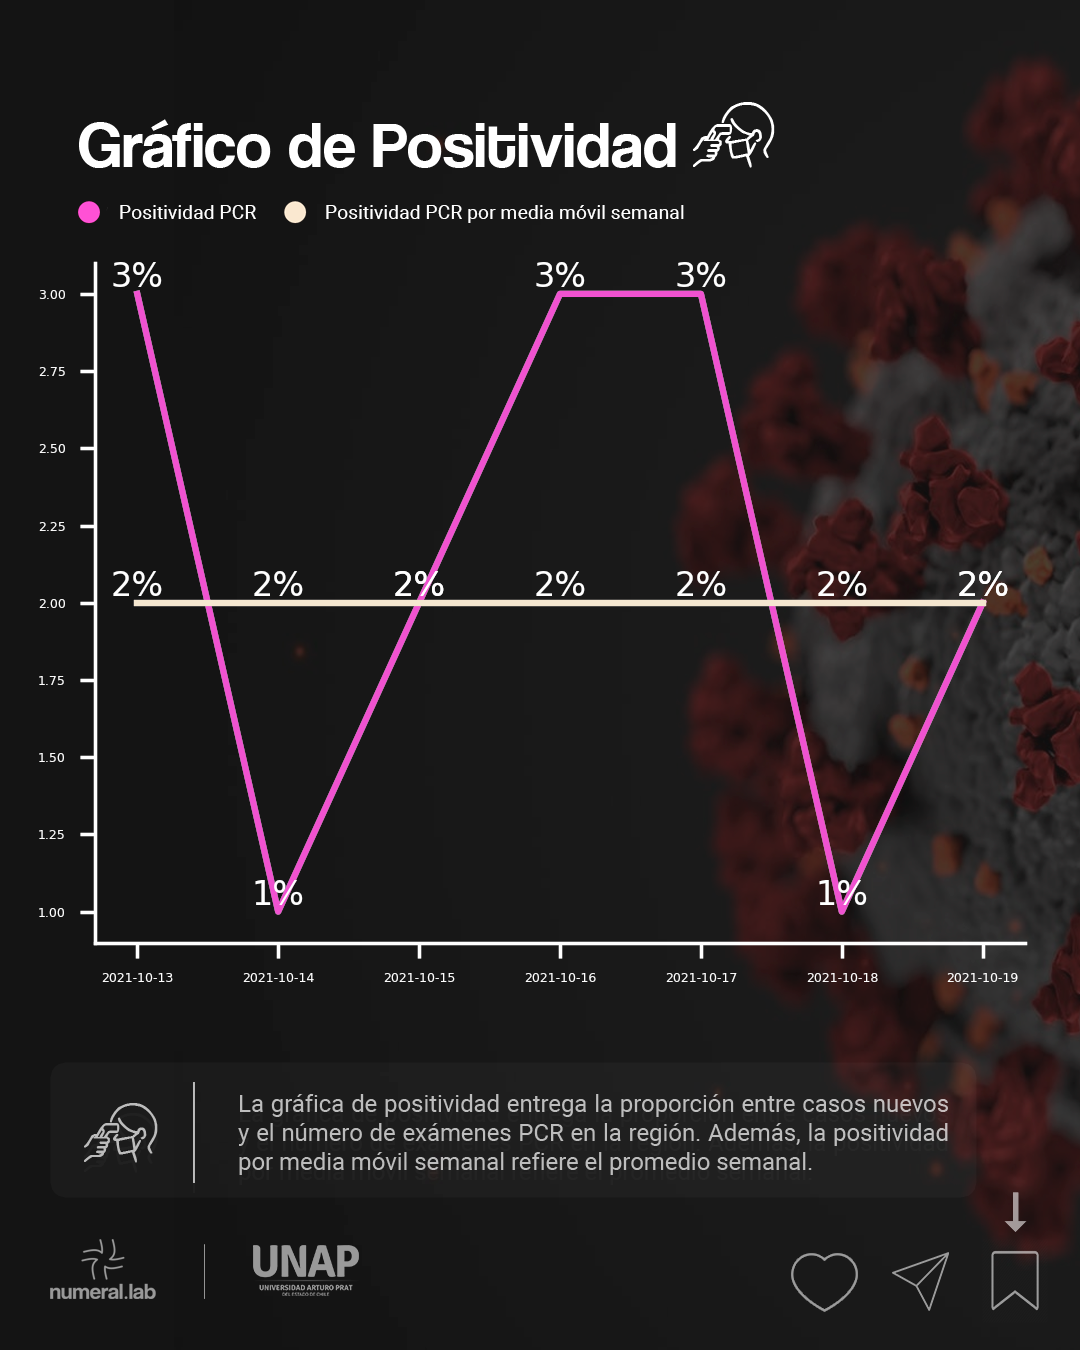 Gráfico de Positividad
Positividad PCR
Positividad PCR por media móvil semanal
3% 3% 3%
3.00
2.75
2.50
2.25
2% 2% 2% 2% 2% 2% 2%
2.00
1.75
1.50
1.25
1% 1%
1.00
2021-10-13 2021-10-14 2021-10-15 2021-10-16 2021-10-17 2021-10-18 2021-10-19
La gráfica de positividad entrega la proporción entre casos nuevos
y el número de exámenes PCR en la región. Además, la positividad
por media móvil semanal refiere el promedio semanal.
numeral.lab
UNAP
UNIVERSIDAD ARTURO PRAT
DEL ESTADO DE CHILE